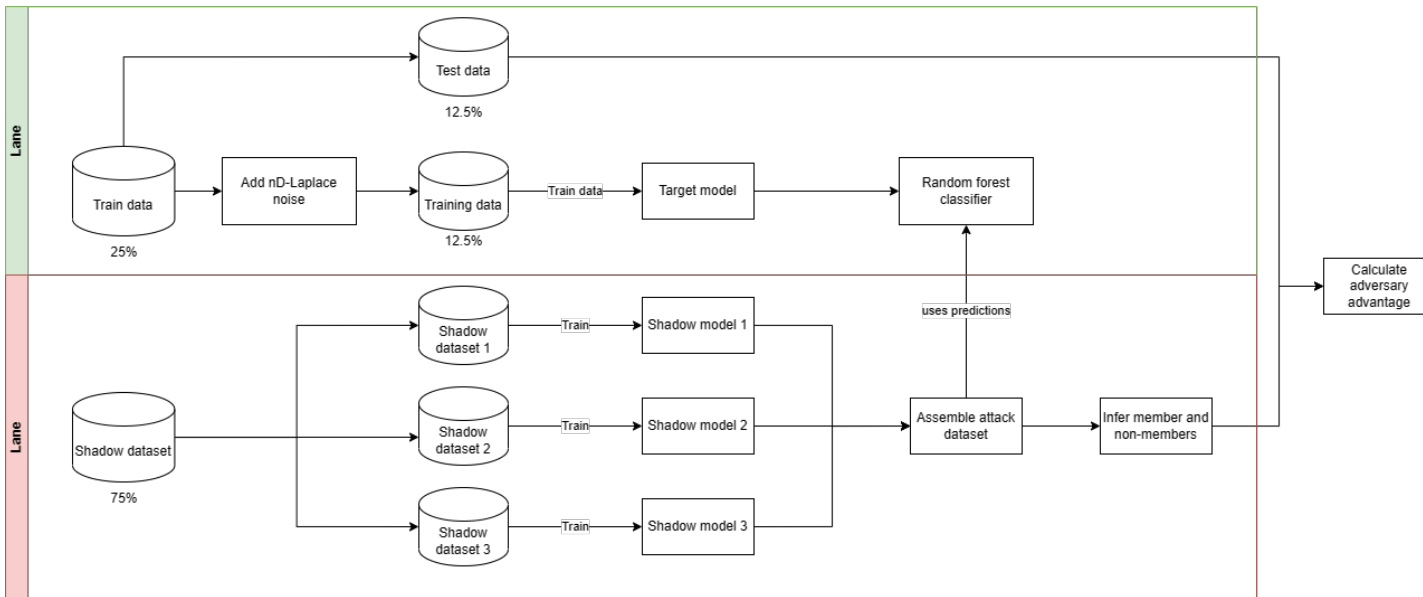 Lane
Test data
12.5%
Train data
25%
Add nD-Laplace
noise
Training data
12.5%
Train data
Target model
Random forest
classifier
Calculate
adversary
advantage
Lane
Shadow dataset
75%
Shadow
dataset 1
Train
Shadow model 1
uses predictions
Shadow
dataset 2
Train
Shadow model 2
Assemble attack
dataset
Infer member and
non-members
Shadow
dataset 3
Train
Shadow model 3